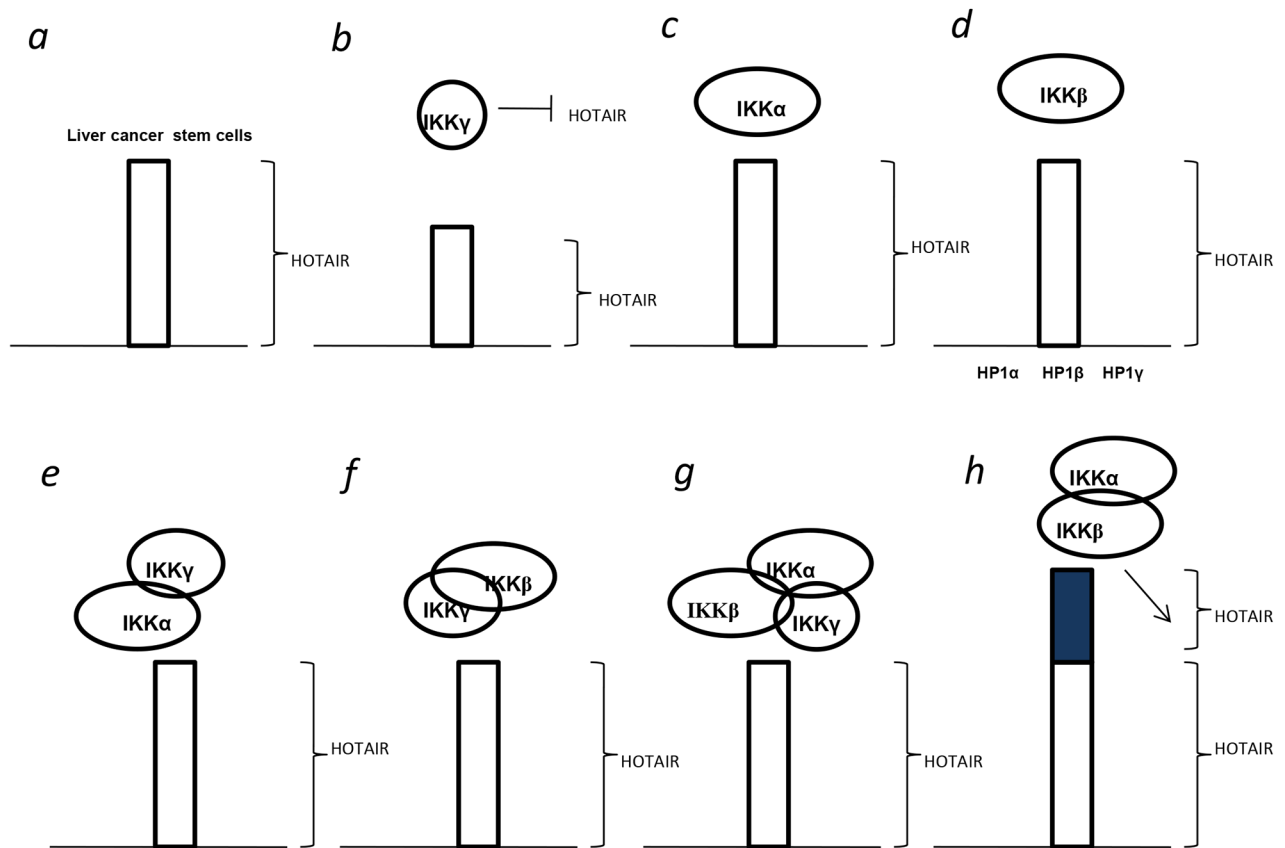 a
Liver cancer stem cells
HOTAIR
b
IKKγ
HOTAIR
HOTAIR
c
IKKα
HOTAIR
d
IKKβ
HOTAIR
HP1α HP1β HP1γ
e
IKKγ
IKKα
HOTAIR
f
IKKβ
IKKγ
HOTAIR
g
IKKα
IKKβ
IKKγ
HOTAIR
h
IKKα
IKKβ
HOTAIR
HOTAIR